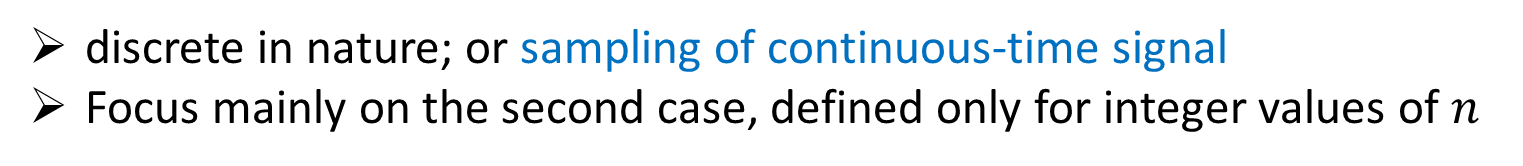 ➢ discrete in nature; or sampling of continuous-time signal
➢ Focus mainly on the second case, defined only for integer values of n